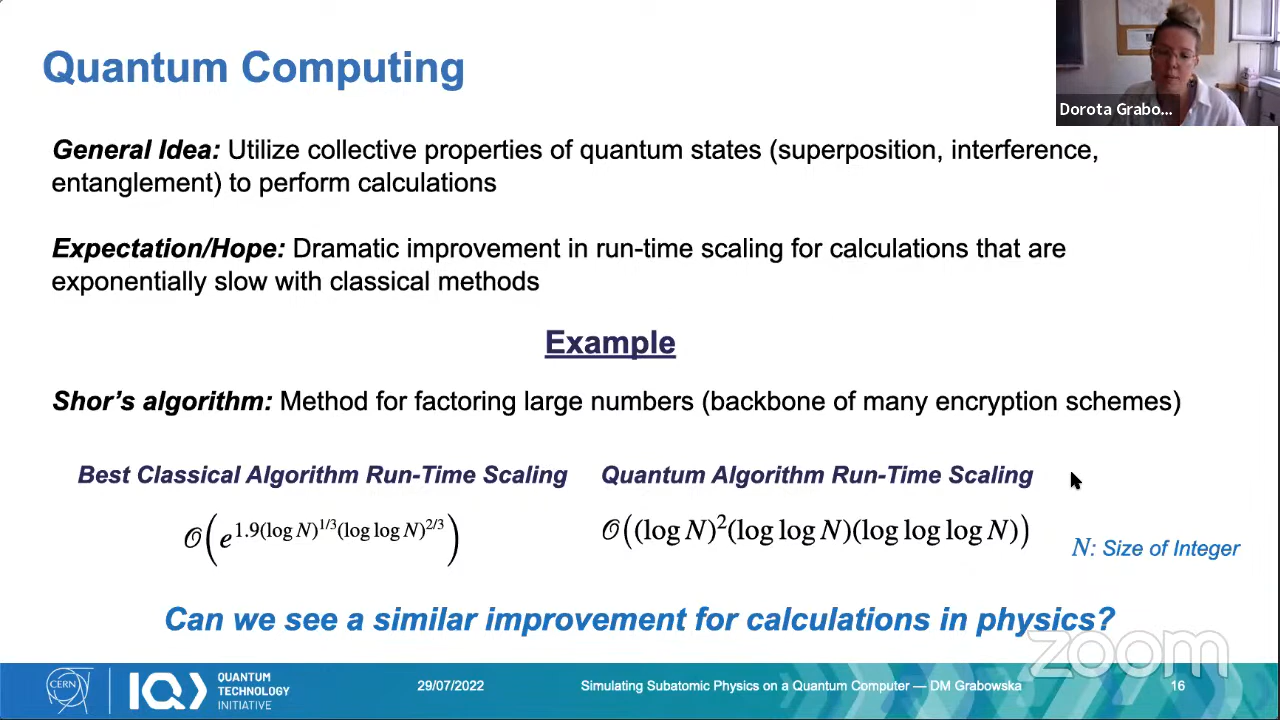 Quantum Computing
Dorota Grabo...
General Idea: Utilize collective properties of quantum states (superposition, interference,
entanglement) to perform calculations
Expectation/Hope: Dramatic improvement in run-time scaling for calculations that are
exponentially slow with classical methods
Example
Shor's algorithm: Method for factoring large numbers (backbone of many encryption schemes)
Best Classical Algorithm Run-Time Scaling
Quantum Algorithm Run-Time Scaling
𝒪(e^{1.9(log N)^{1/3}(log log N)^{2/3}})
𝒪((log N)^2(log log N)(log log log N))
N: Size of Integer
Can we see a similar improvement for calculations in physics?
zoom
CERN
QUANTUM
TECHNOLOGY
INITIATIVE
29/07/2022
Simulating Subatomic Physics on a Quantum Computer — DM Grabowska
16